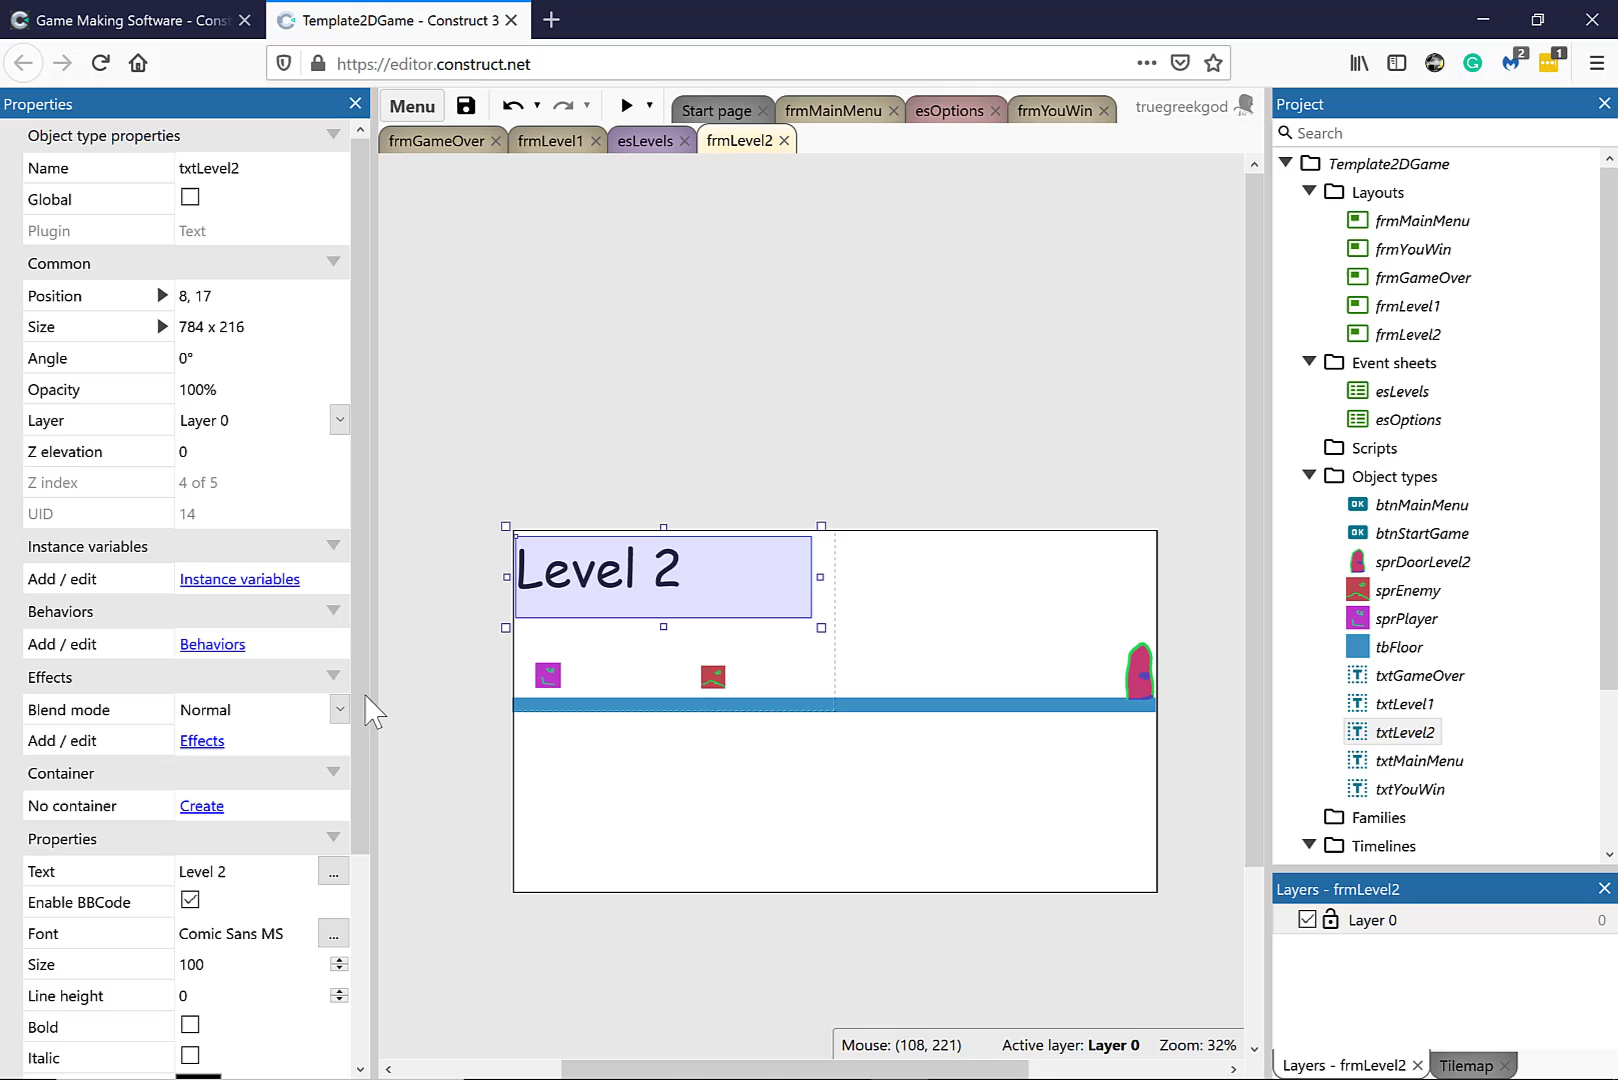 Game Making Software - Cons
Template2DGame - Construct 3
https://editor.construct.net
2
1
Properties
Menu
Start page
frmMainMenu
esOptions
frmYouWin
truegreekgod
frmGameOver
frmLevel1
esLevels
frmLevel2
Object type properties
Name txtLevel2
Global
Plugin Text
Common
Position 8, 17
Size 784 x 216
Angle 0°
Opacity 100%
Layer Layer 0
Z elevation 0
Z index 4 of 5
UID 14
Instance variables
Add / edit Instance variables
Behaviors
Add / edit Behaviors
Effects
Blend mode Normal
Add / edit Effects
Container
No container Create
Properties
Text Level 2 ...
Enable BBCode
Font Comic Sans MS ...
Size 100
Line height 0
Bold
Italic
Level 2
Mouse: (108, 221) Active layer: Layer 0 Zoom: 32%
Project
Search
Template2DGame
Layouts
frmMainMenu
frmYouWin
frmGameOver
frmLevel1
frmLevel2
Event sheets
esLevels
esOptions
Scripts
Object types
OK btnMainMenu
OK btnStartGame
sprDoorLevel2
sprEnemy
sprPlayer
tbFloor
T txtGameOver
T txtLevel1
T txtLevel2
T txtMainMenu
T txtYouWin
Families
Timelines
Layers - frmLevel2
Layer 0 0
Layers - frmLevel2
Tilemap